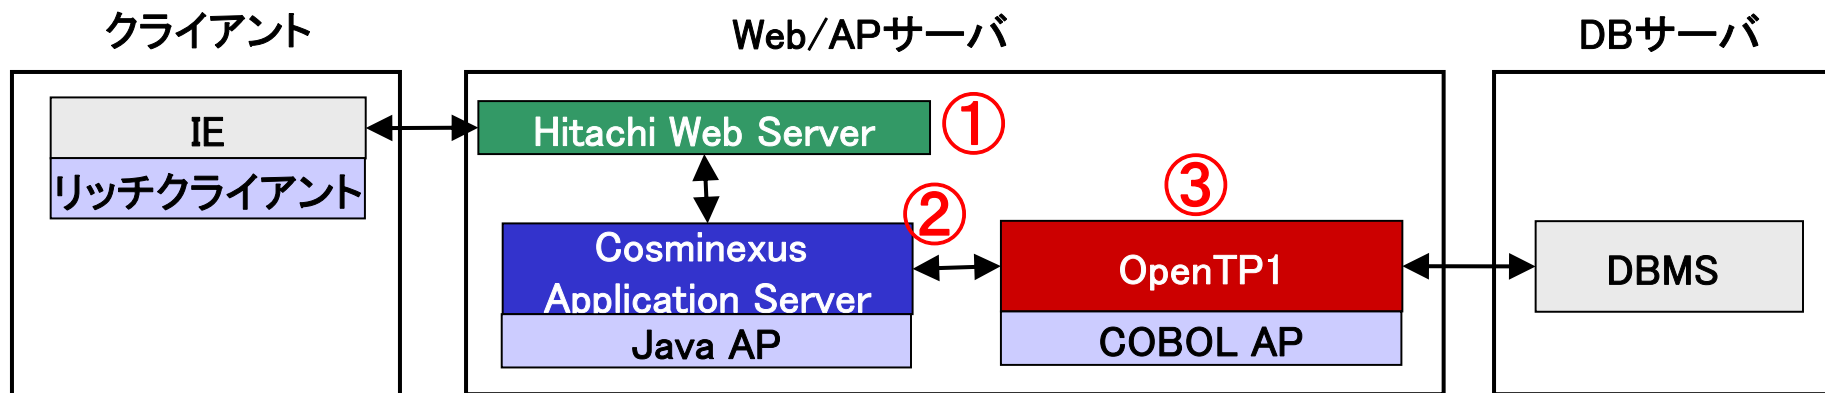 クライアント
Web/APサーバ
DBサーバ
IE
リッチクライアント
Hitachi Web Server
①
②
③
Cosminexus
Application Server
Java AP
OpenTP1
COBOL AP
DBMS